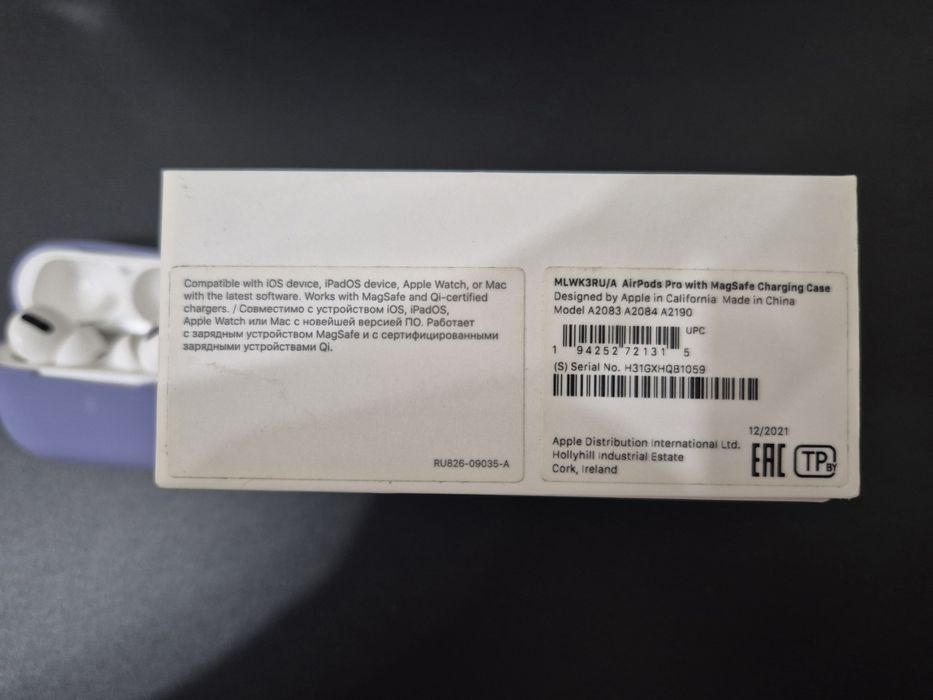 Compatible with iOS device, iPadOS device, Apple Watch, or Mac
with the latest software. Works with MagSafe and Qi-certified
chargers. / Совместимо с устройством iOS, iPadOS,
Apple Watch или Mac с новейшей версией ПО. Работает
с зарядным устройством MagSafe и с сертифицированными
зарядными устройствами Qi.
RU826-09035-A
MLWK3RU/A AirPods Pro with MagSafe Charging Case
Designed by Apple in California Made in China
Model A2083 A2084 A2190
UPC
1 94252 72131 5
(S) Serial No. H31GXHQB1059
12/2021
Apple Distribution International Ltd.
Hollyhill Industrial Estate
Cork, Ireland
EAC TP BY